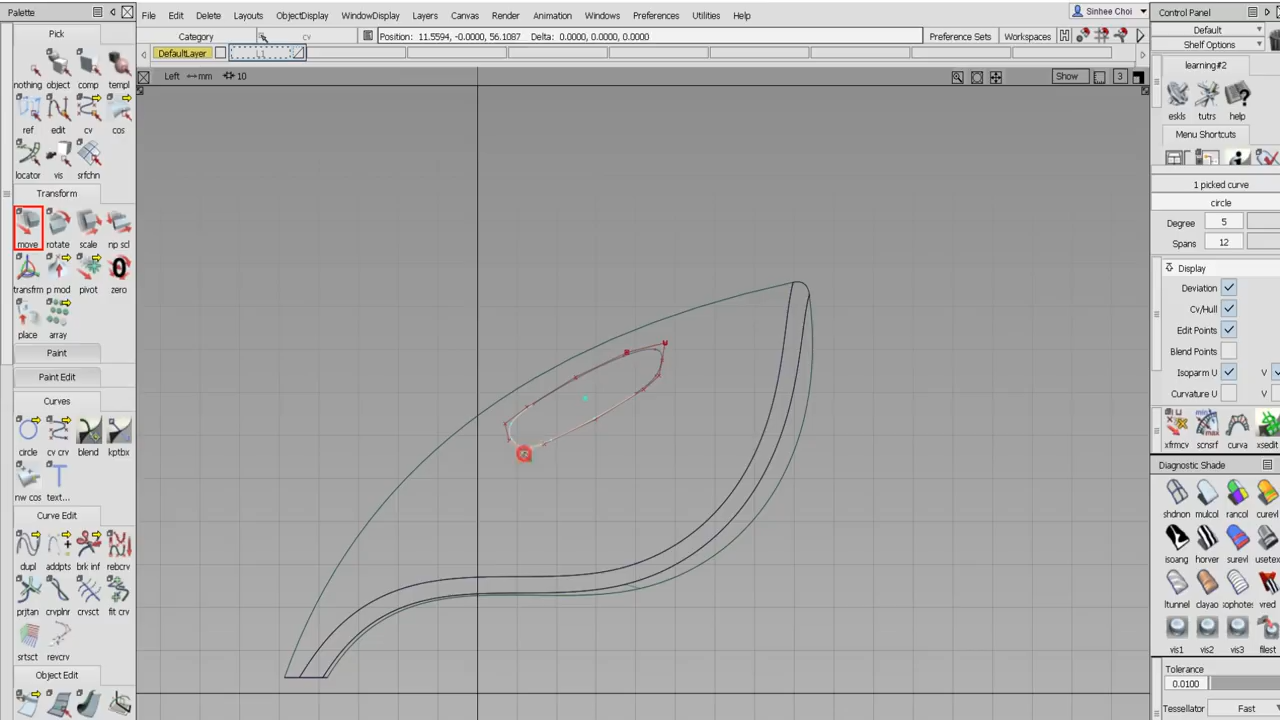 Palette
File Edit Delete Layouts ObjectDisplay WindowDisplay Layers Canvas Render Animation Windows Preferences Utilities Help
Sinhee Choi
Control Panel
Pick
Category
cv
Position: 11.5594, -0.0000, 56.1087 Delta: 0.0000, 0.0000, 0.0000
Preference Sets
Workspaces
Default
Shelf Options
DefaultLayer
L1
Left mm 10
Show
3
nothing object comp templ
ref edit cv cos
locator vis srfchn
Transform
move rotate scale np scl
transfrm p mod pivot zero
place array
Paint
Paint Edit
Curves
circle cv crv blend kptbx
nw cos text...
Curve Edit
dupl addpts brk inf rebcrv
prjtan crvplnr crvsct fit crv
srtsct revcrv
Object Edit
learning#2
eskls tutrs help
Menu Shortcuts
1 picked curve
circle
Degree 5
Spans 12
Display
Deviation
Cv/Hull
Edit Points
Blend Points
Isoparm U V
Curvature U V
xfrmcv scnsrf curva xsedit
Diagnostic Shade
shdnon mulcol rancol curevl
isoang horver surevl usetex
ltunnel clayao sophotes vred
vis1 vis2 vis3 filest
Tolerance
0.0100
Tessellator Fast